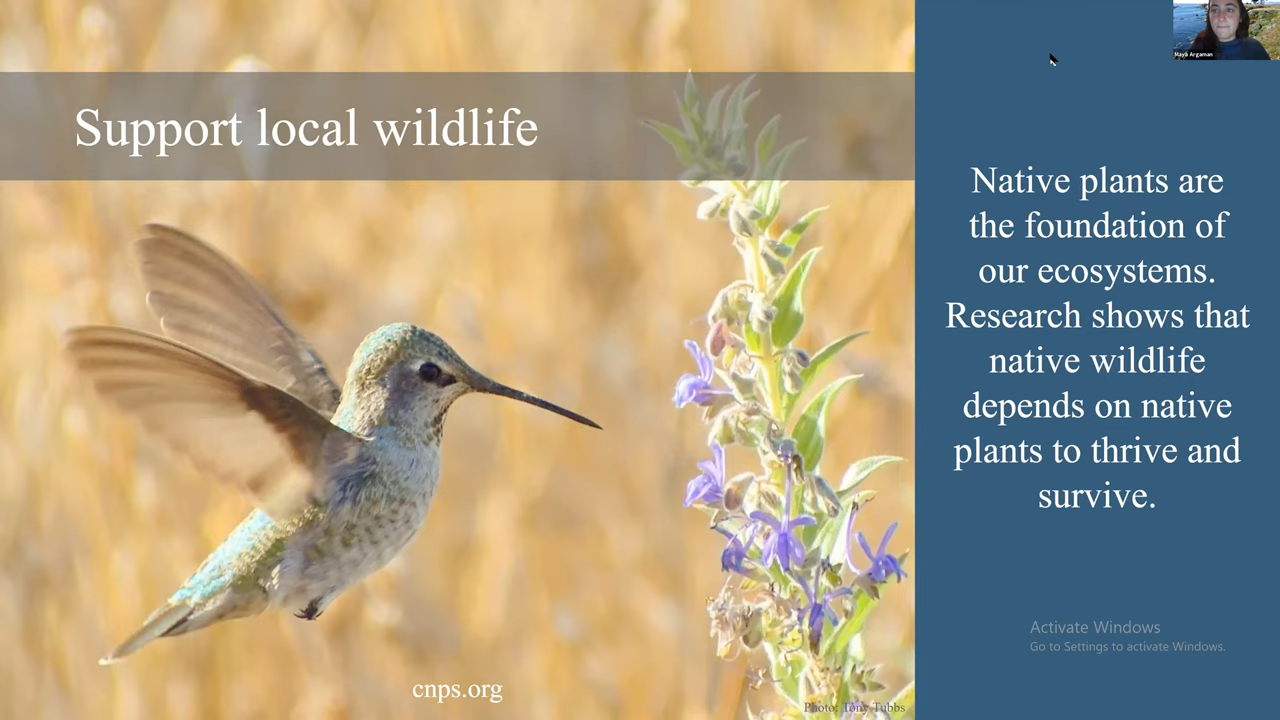 Maya Argaman
Support local wildlife
Native plants are
the foundation of
our ecosystems.
Research shows that
native wildlife
depends on native
plants to thrive and
survive.
Activate Windows
Go to Settings to activate Windows.
cnps.org
Photo: Tony Tubbs